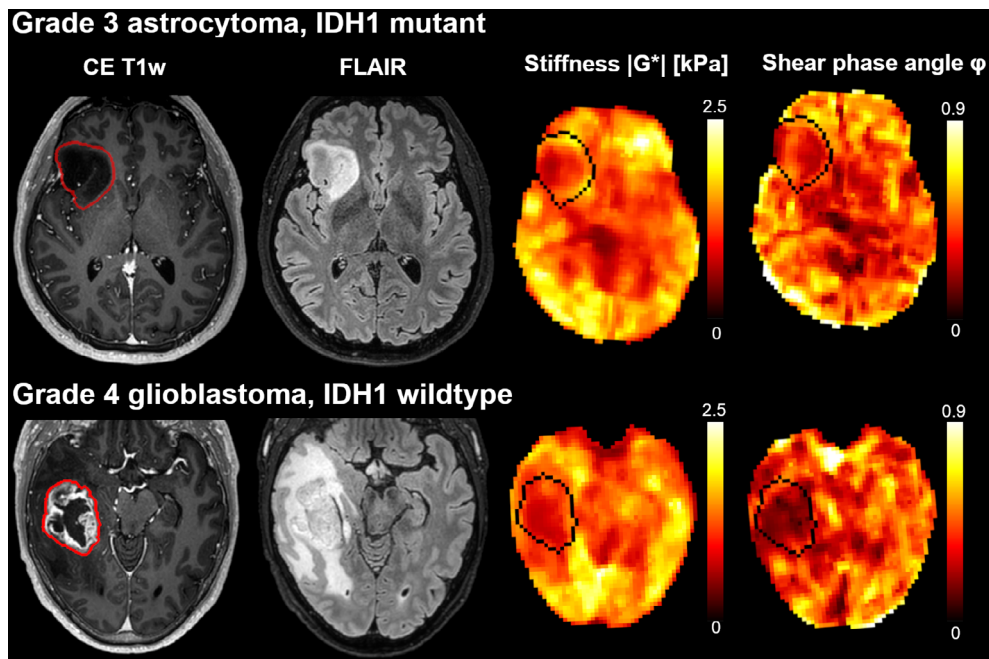 Grade 3 astrocytoma, IDH1 mutant
CE T1w
FLAIR
Stiffness |G*| [kPa]
Shear phase angle φ
2.5
0
0.9
0
Grade 4 glioblastoma, IDH1 wildtype
2.5
0
0.9
0